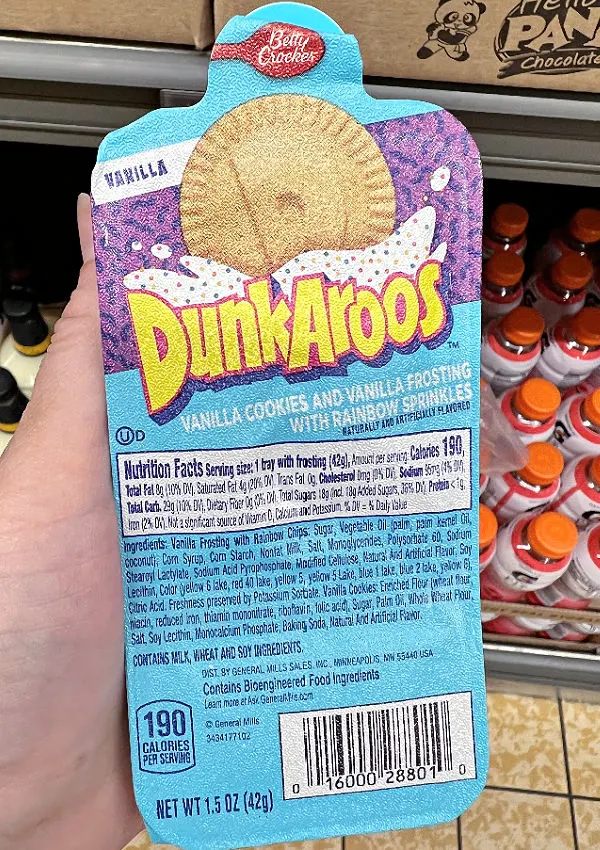 Hello
PAN
Chocolate
Betty
Crocker
VANILLA
DunkAroos™
VANILLA COOKIES AND VANILLA FROSTING
WITH RAINBOW SPRINKLES
NATURALLY AND ARTIFICIALLY FLAVORED
U D
Nutrition Facts Serving size: 1 tray with frosting (42g), Amount per serving: Calories 190,
Total Fat 8g (10% DV), Saturated Fat 4g (20% DV), Trans Fat 0g, Cholesterol 0mg (0% DV), Sodium 95mg (4% DV),
Total Carb. 29g (10% DV), Dietary Fiber 0g (0% DV), Total Sugars 18g (Incl. 18g Added Sugars, 36% DV), Protein < 1g,
Iron (2% DV). Not a significant source of Vitamin D, Calcium and Potassium. % DV = % Daily Value
Ingredients: Vanilla Frosting with Rainbow Chips: Sugar, Vegetable Oil (palm, palm kernel Oil,
coconut), Corn Syrup, Corn Starch, Nonfat Milk, Salt, Monoglycerides, Polysorbate 60, Sodium
Stearoyl Lactylate, Sodium Acid Pyrophosphate, Modified Cellulose, Natural And Artificial Flavor, Soy
Lecithin, Color (yellow 6 lake, red 40 lake, yellow 5, yellow 5 Lake, blue 1 lake, blue 2 lake, yellow 6),
Citric Acid. Freshness preserved by Potassium Sorbate. Vanilla Cookies: Enriched Flour (wheat flour,
niacin, reduced iron, thiamin mononitrate, riboflavin, folic acid), Sugar, Palm Oil, Whole Wheat Flour,
Salt, Soy Lecithin, Monocalcium Phosphate, Baking Soda, Natural And Artificial Flavor.
CONTAINS MILK, WHEAT AND SOY INGREDIENTS.
DIST. BY GENERAL MILLS SALES, INC., MINNEAPOLIS, MN 55440 USA
Contains Bioengineered Food Ingredients
Learn more at Ask.GeneralMills.com
© General Mills
3434177102
190
CALORIES
PER SERVING
0 16000 28801 0
NET WT 1.5 OZ (42g)